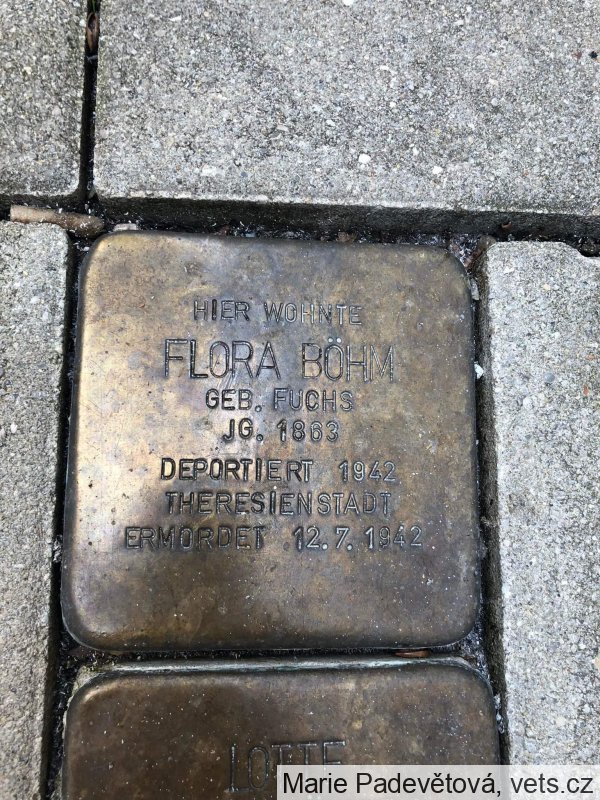 HIER WOHNTE
FLORA BÖHM
GEB. FUCHS
JG. 1863
DEPORTIERT 1942
THERESIENSTADT
ERMORDET 12.7.1942
LOTTE
Marie Padevětová, vets.cz